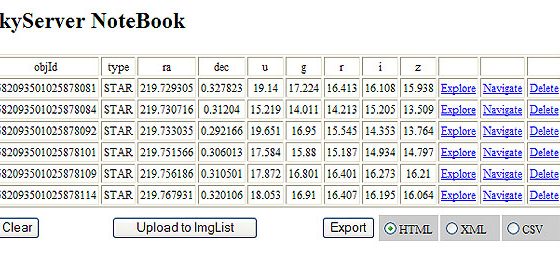 kyServer NoteBook
objId type ra dec u g r i z
582093501025878081 STAR 219.729305 0.327823 19.14 17.224 16.413 16.108 15.938 Explore Navigate Delete
582093501025878084 STAR 219.730716 0.31204 15.219 14.011 14.213 15.205 13.509 Explore Navigate Delete
582093501025878092 STAR 219.733035 0.292166 19.651 16.95 15.545 14.353 13.764 Explore Navigate Delete
582093501025878101 STAR 219.751566 0.306013 17.584 15.88 15.187 14.934 14.797 Explore Navigate Delete
582093501025878109 STAR 219.756186 0.310501 17.872 16.801 16.401 16.273 16.21 Explore Navigate Delete
582093501025878114 STAR 219.767931 0.320106 18.053 16.91 16.407 16.195 16.064 Explore Navigate Delete
Clear Upload to ImgList Export HTML XML CSV